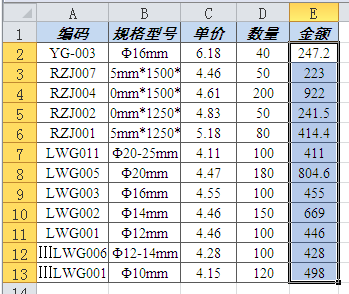 A B C D E
1 编码 规格型号 单价 数量 金额
2 YG-003 Φ16mm 6.18 40 247.2
3 RZJ007 5mm*1500* 4.46 50 223
4 RZJ004 0mm*1500* 4.61 200 922
5 RZJ002 0mm*1250* 4.83 50 241.5
6 RZJ001 5mm*1250* 5.18 80 414.4
7 LWG011 Φ20-25mm 4.11 100 411
8 LWG005 Φ20mm 4.47 180 804.6
9 LWG003 Φ16mm 4.55 100 455
10 LWG002 Φ14mm 4.46 150 669
11 LWG001 Φ12mm 4.46 100 446
12 ⅢLWG006 Φ12-14mm 4.28 100 428
13 ⅢLWG001 Φ10mm 4.15 120 498